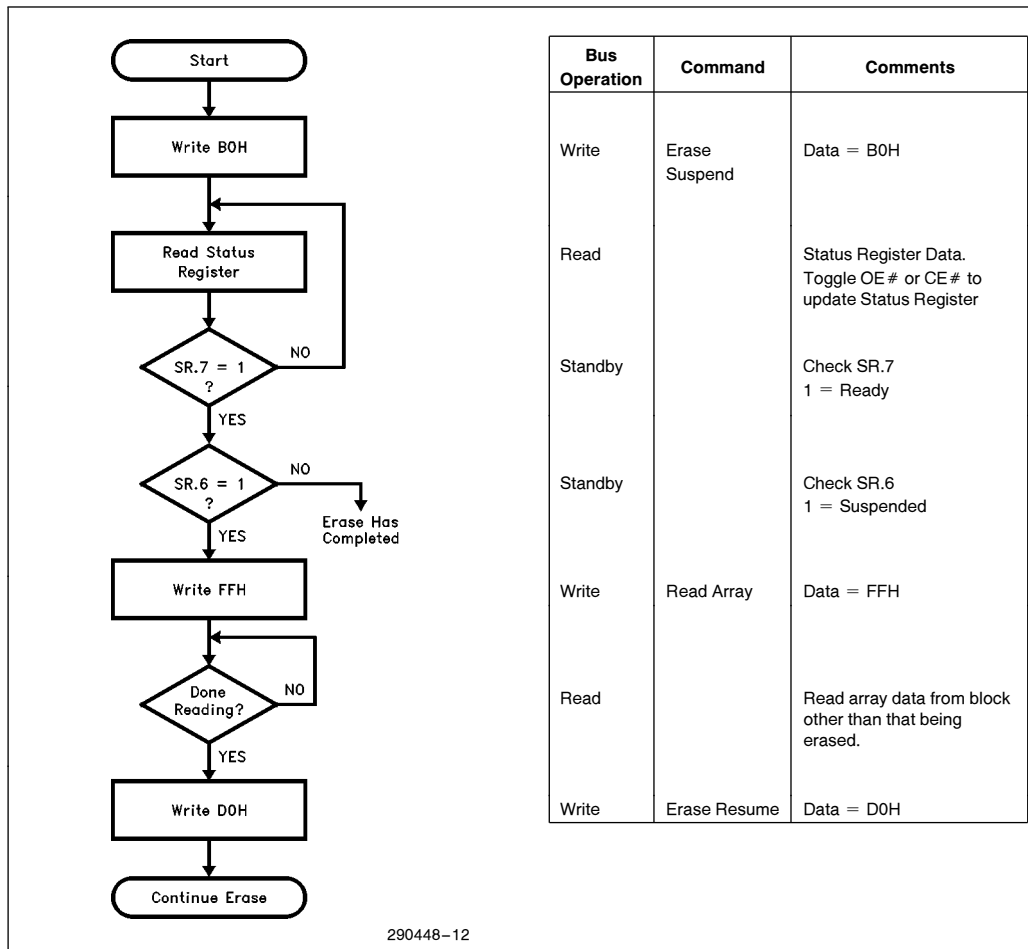 Start
Write B0H
Read Status
Register
SR.7 = 1
?
NO
YES
SR.6 = 1
?
NO
Erase Has
Completed
YES
Write FFH
Done
Reading?
NO
YES
Write D0H
Continue Erase
Bus
Operation
Command
Comments
Write
Erase
Suspend
Data = B0H
Read
Status Register Data.
Toggle OE# or CE# to
update Status Register
Standby
Check SR.7
1 = Ready
Standby
Check SR.6
1 = Suspended
Write
Read Array
Data = FFH
Read
Read array data from block
other than that being
erased.
Write
Erase Resume
Data = D0H
290448-12